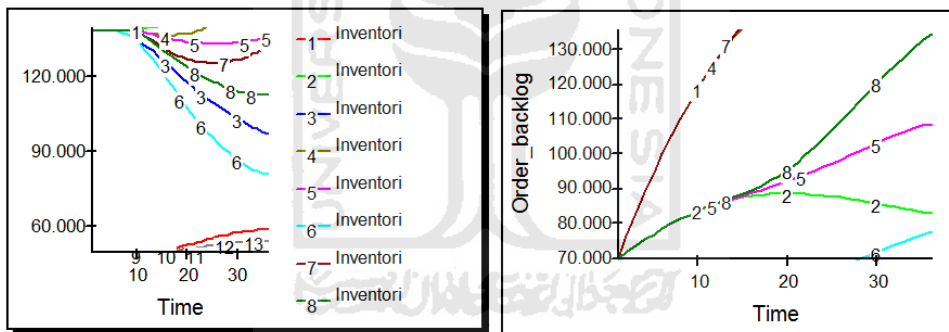 120.000
90.000
60.000
10 20 30
Time
1 4 5 5 5 7 3 8 3 8 8 6 3 6 9 10 11 12 13
1 Inventori
2 Inventori
3 Inventori
4 Inventori
5 Inventori
6 Inventori
7 Inventori
8 Inventori
Order_backlog
130.000
120.000
110.000
100.000
90.000
80.000
70.000
10 20 30
Time
7 4 1 8 8 5 5 5 2 8 2 2 6
UNIVERS
ONESIA